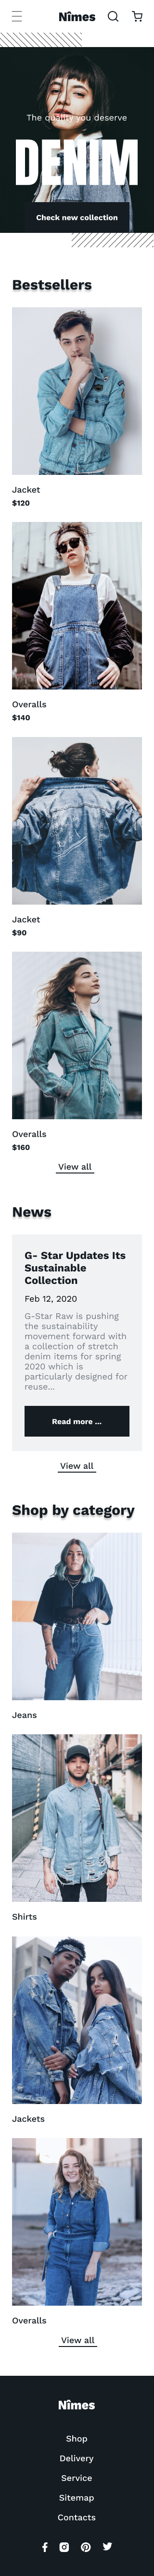 Nîmes
The quality you deserve
DENIM
Check new collection
Bestsellers
Jacket
$120
Overalls
$140
Jacket
$90
Overalls
$160
View all
News
G- Star Updates Its
Sustainable
Collection
Feb 12, 2020
G-Star Raw is pushing
the sustainability
movement forward with
a collection of stretch
denim items for spring
2020 which is
particularly designed for
reuse...
Read more ...
View all
Shop by category
Jeans
Shirts
Jackets
Overalls
View all
Nîmes
Shop
Delivery
Service
Sitemap
Contacts